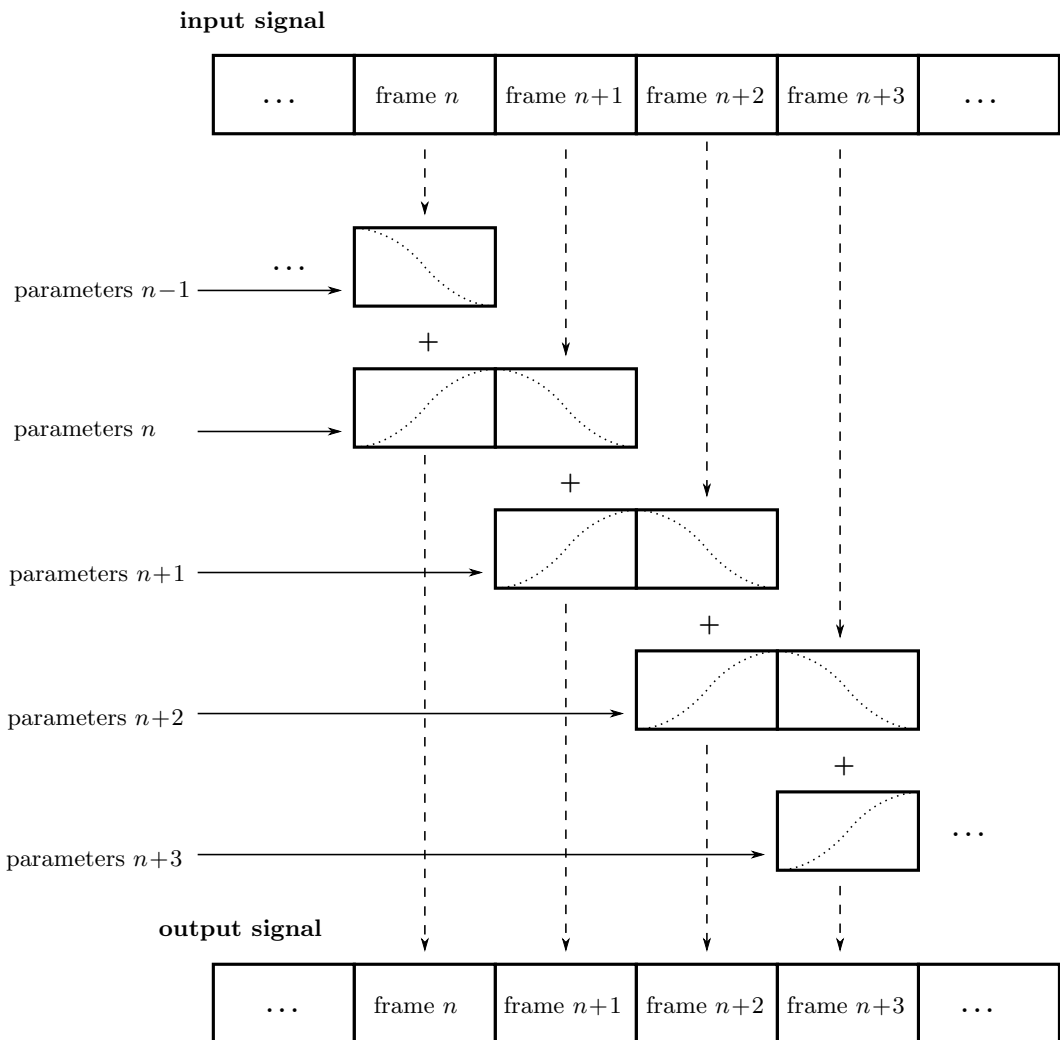 input signal
... frame n frame n+1 frame n+2 frame n+3 ...
...
parameters n−1
+
parameters n
+
parameters n+1
+
parameters n+2
+
...
parameters n+3
output signal
... frame n frame n+1 frame n+2 frame n+3 ...